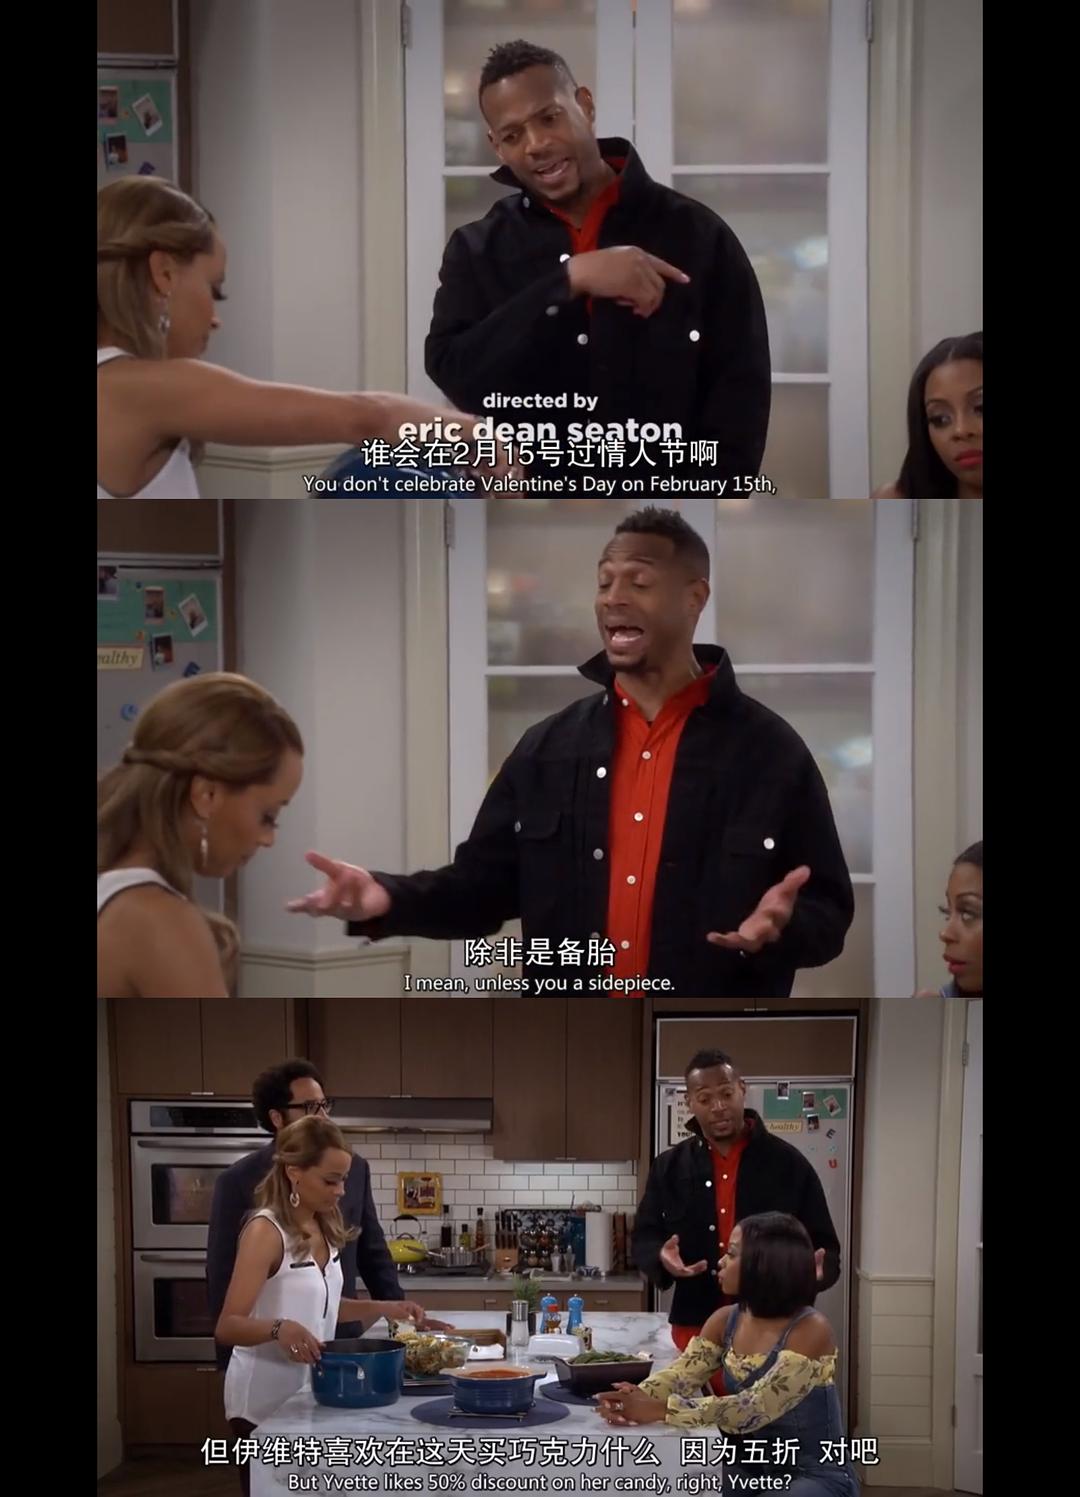 directed by
eric dean seaton
谁会在2月15号过情人节啊
You don't celebrate Valentine's Day on February 15th,
ealthy
除非是备胎
I mean, unless you a sidepiece.
healthy
但伊维特喜欢在这天买巧克力什么 因为五折 对吧
But Yvette likes 50% discount on her candy, right, Yvette?